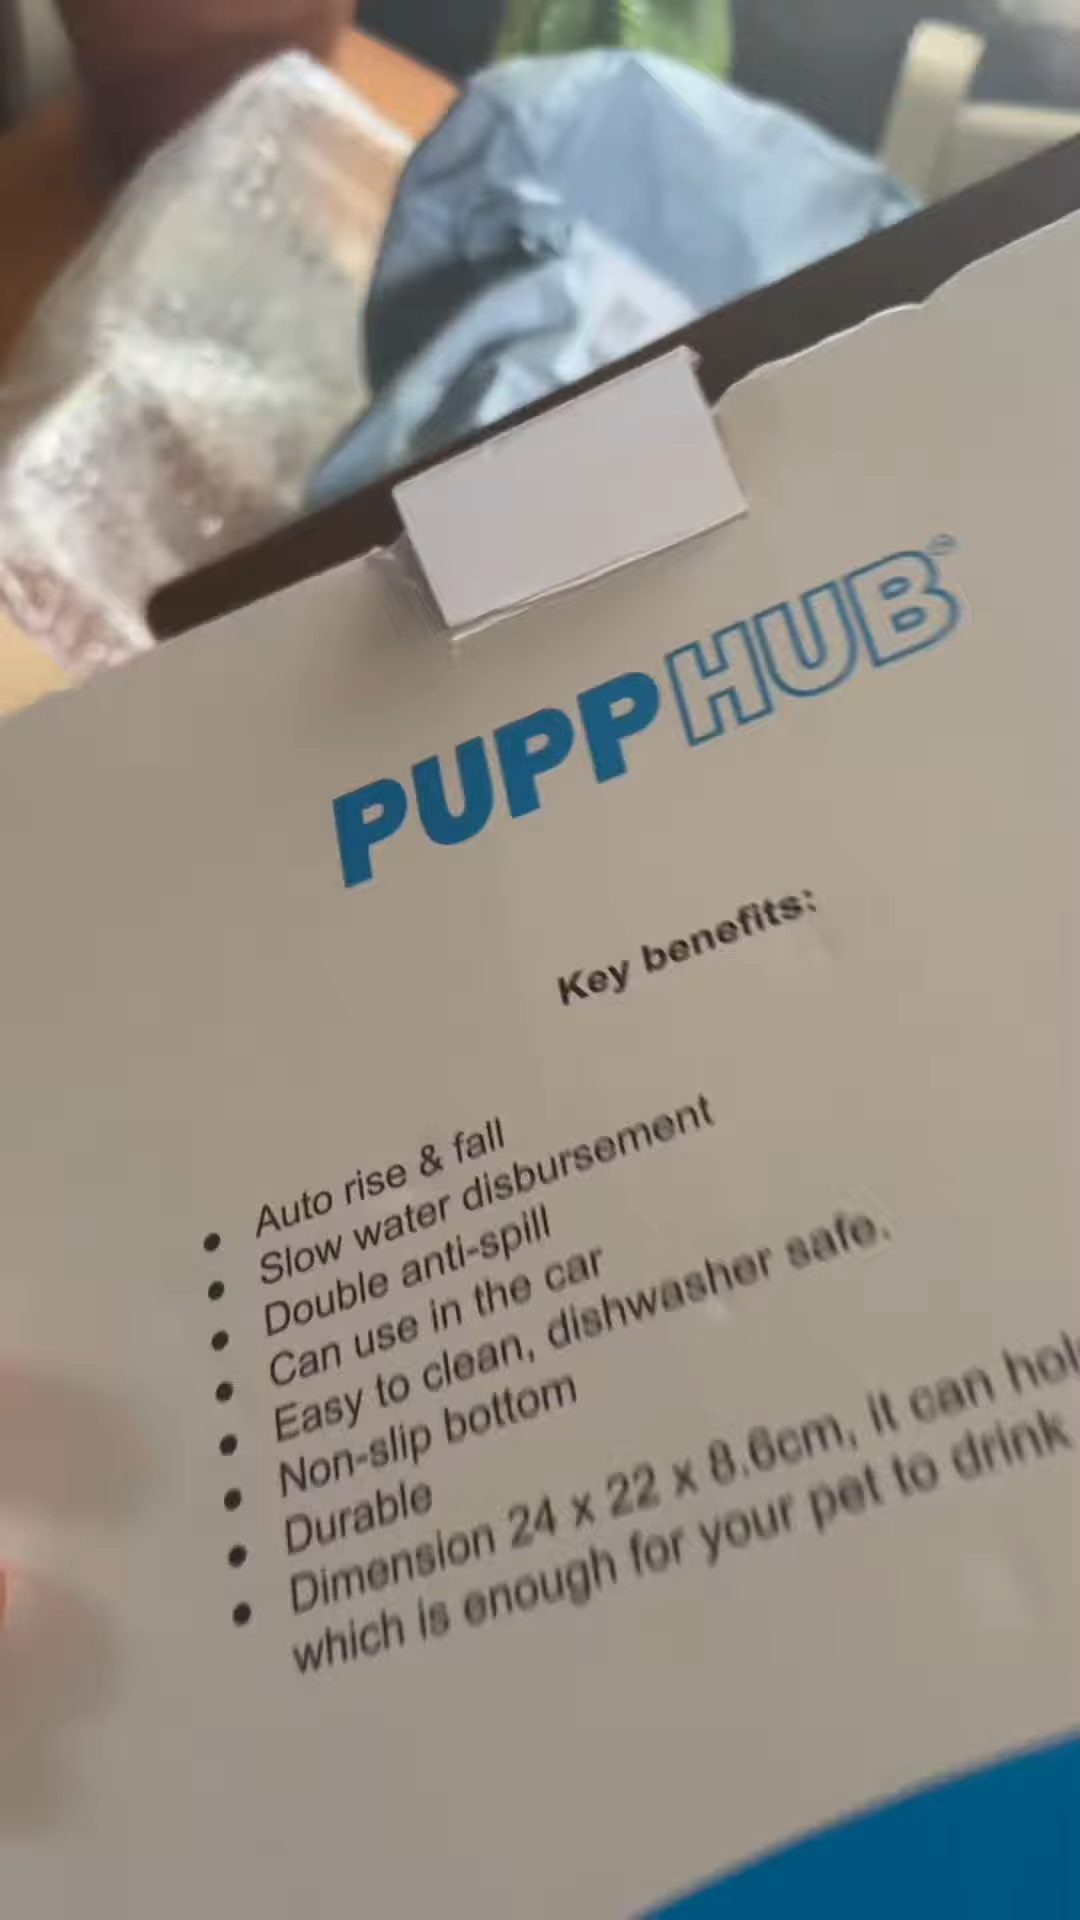 PUPPHUB®
Key benefits:
• Auto rise & fall
• Slow water disbursement
• Double anti-spill
• Can use in the car
• Easy to clean, dishwasher safe.
• Non-slip bottom
• Durable
• Dimension 24 x 22 x 8.6cm, it can hol
which is enough for your pet to drink